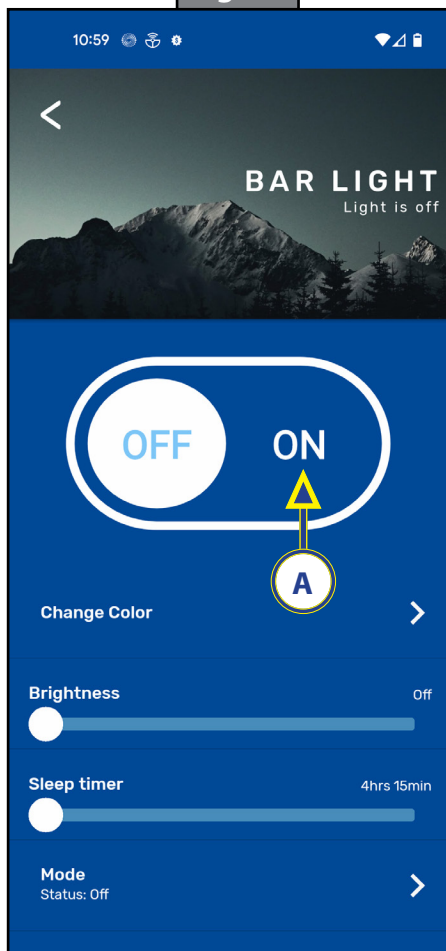 10:59
BAR LIGHT
Light is off
OFF ON
A
Change Color
Brightness Off
Sleep timer 4hrs 15min
Mode
Status: Off